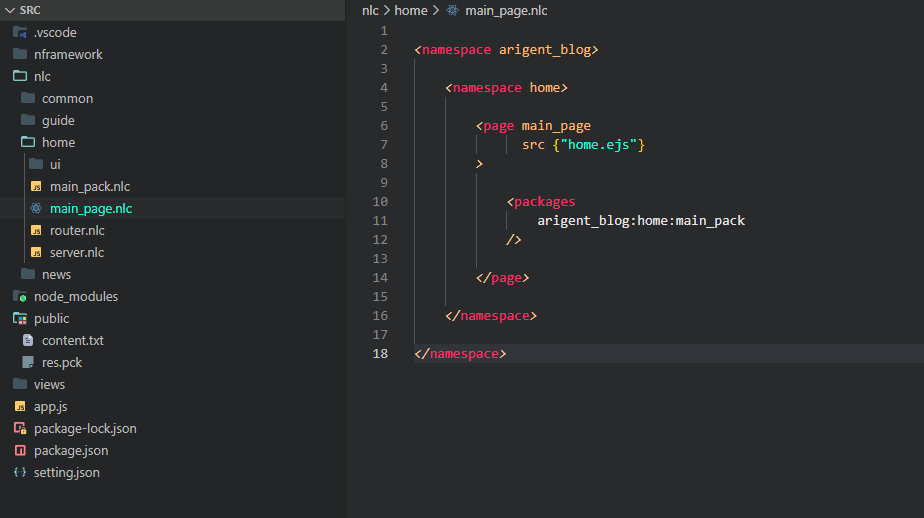 SRC
.vscode
nframework
nlc
common
guide
home
ui
main_pack.nlc
main_page.nlc
router.nlc
server.nlc
news
node_modules
public
content.txt
res.pck
views
app.js
package-lock.json
package.json
setting.json
nlc > home > main_page.nlc
1
2 <namespace arigent_blog>
3
4 <namespace home>
5
6 <page main_page
7 src {"home.ejs"}
8 >
9
10 <packages
11 arigent_blog:home:main_pack
12 />
13
14 </page>
15
16 </namespace>
17
18 </namespace>